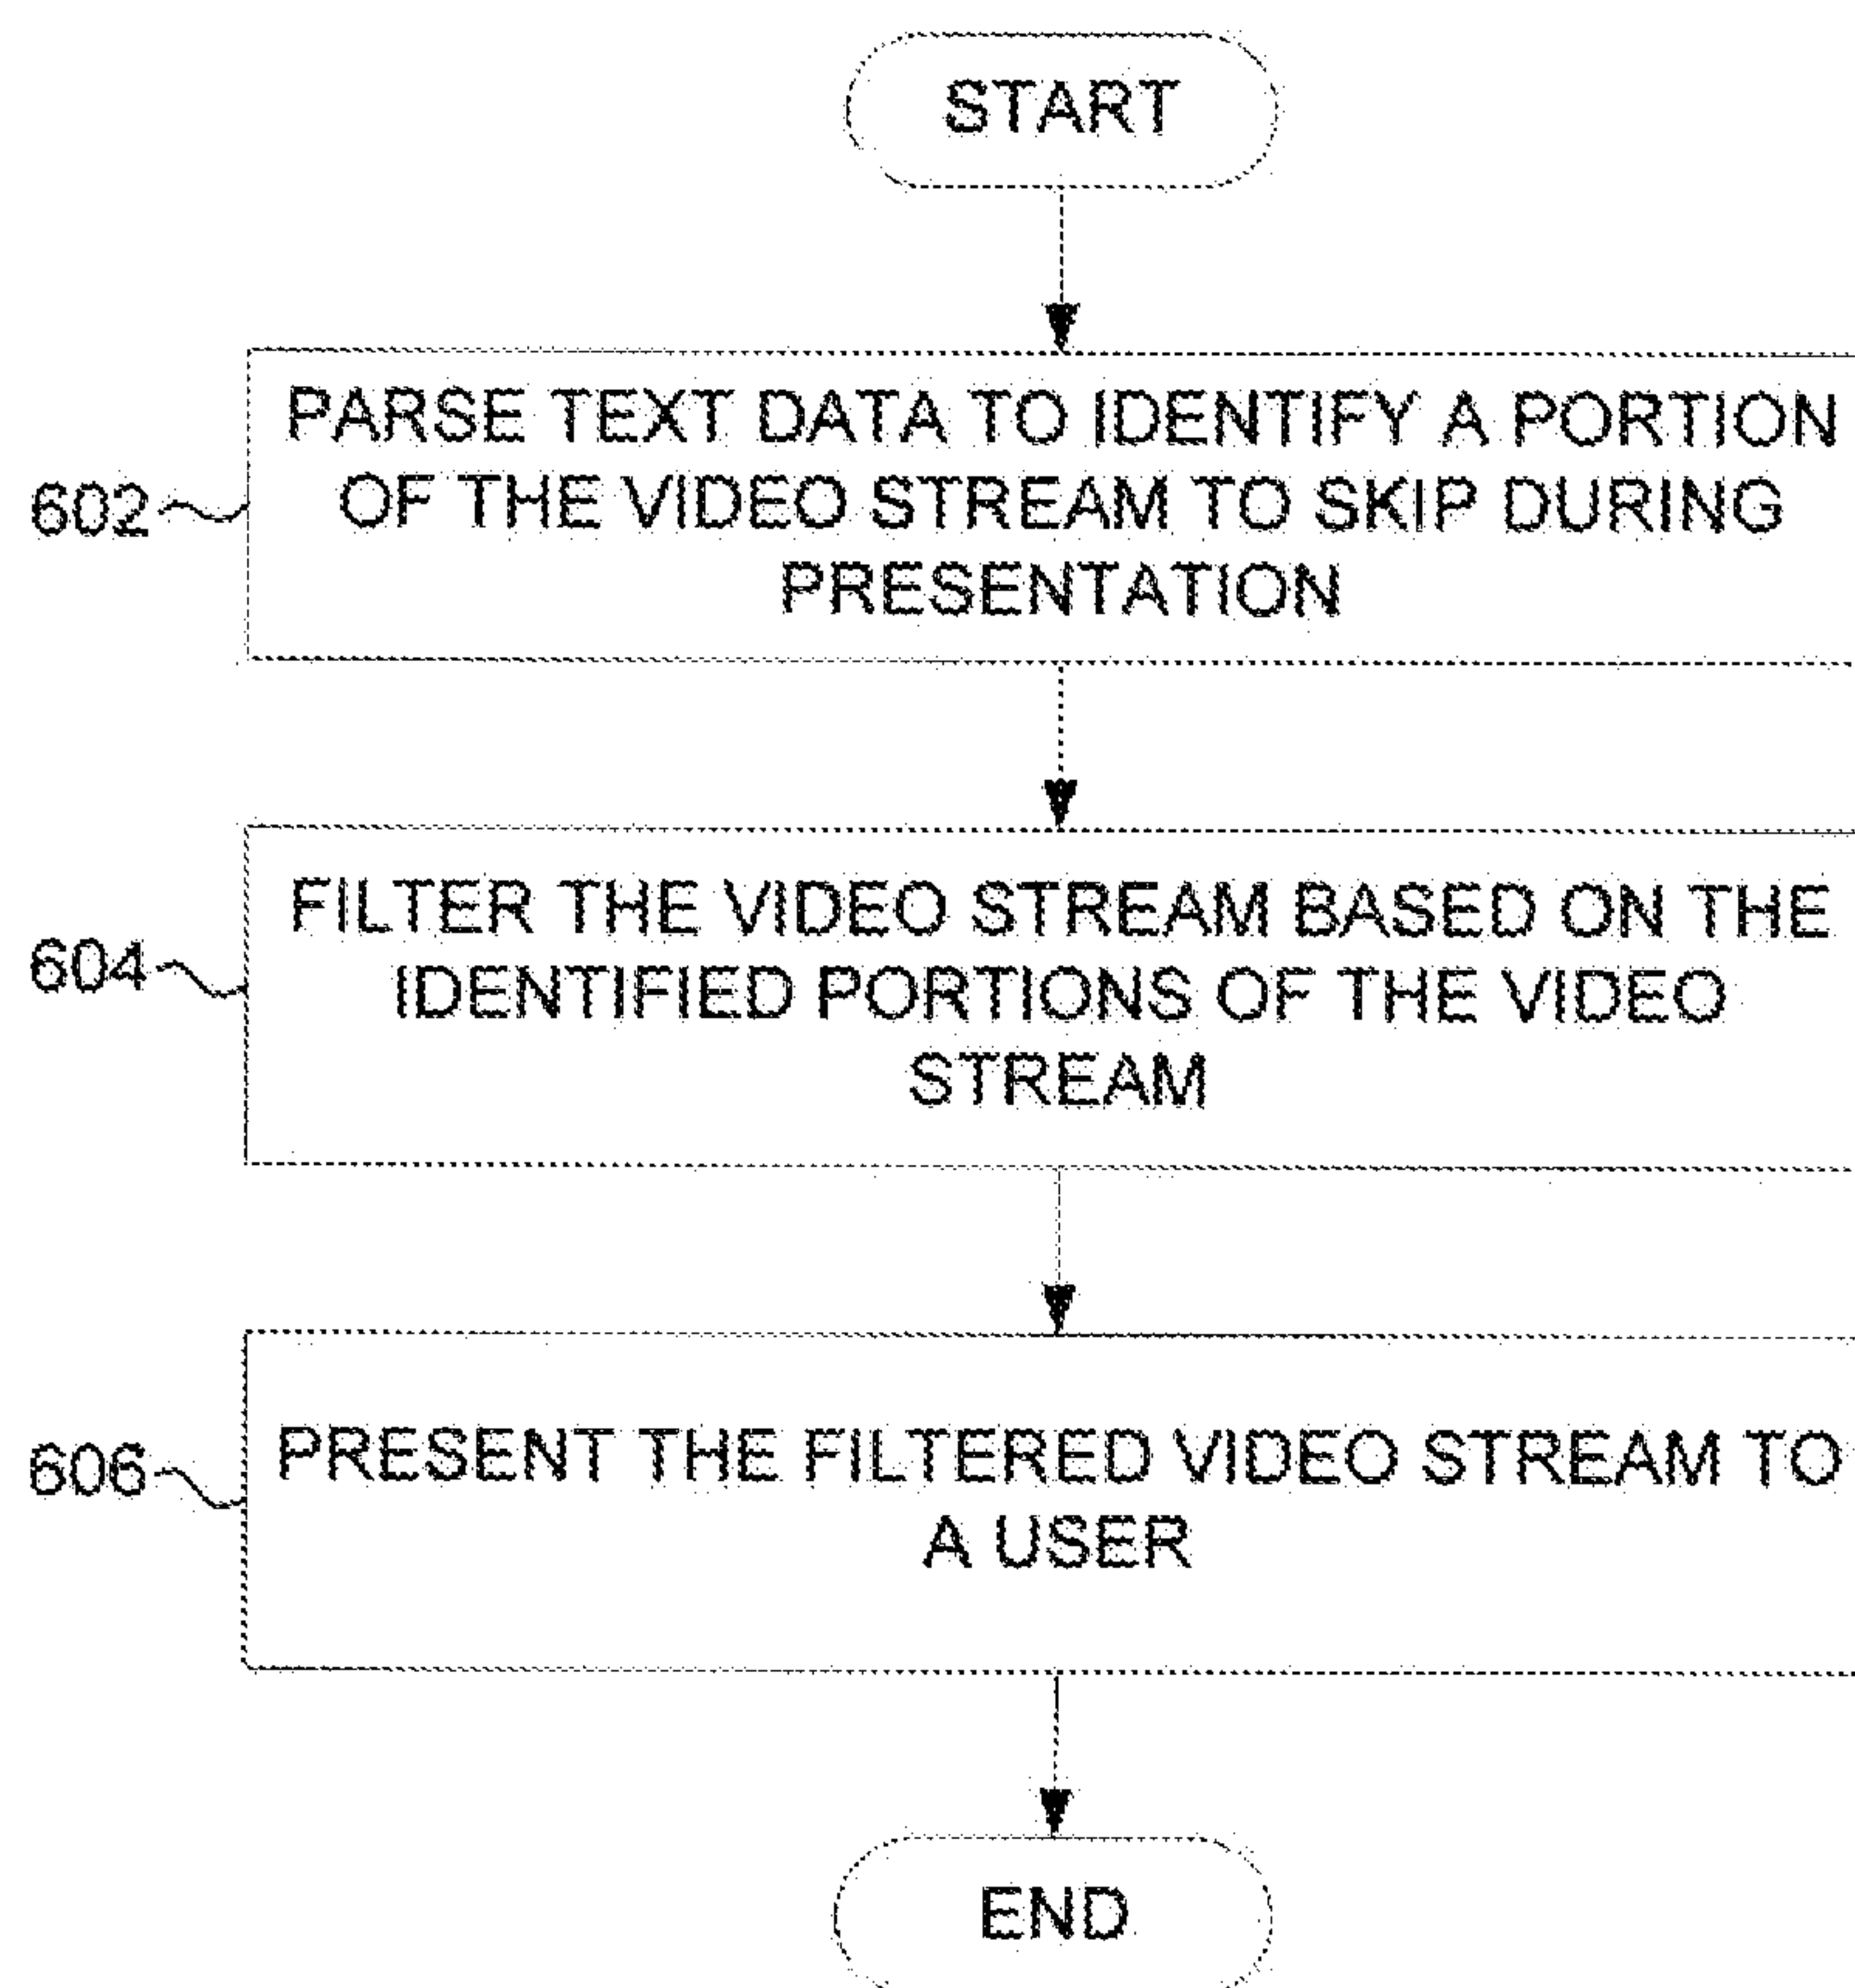 START
PARSE TEXT DATA TO IDENTIFY A PORTION
602 OF THE VIDEO STREAM TO SKIP DURING
PRESENTATION
FILTER THE VIDEO STREAM BASED ON THE
604 IDENTIFIED PORTIONS OF THE VIDEO
STREAM
606 PRESENT THE FILTERED VIDEO STREAM TO
A USER
END